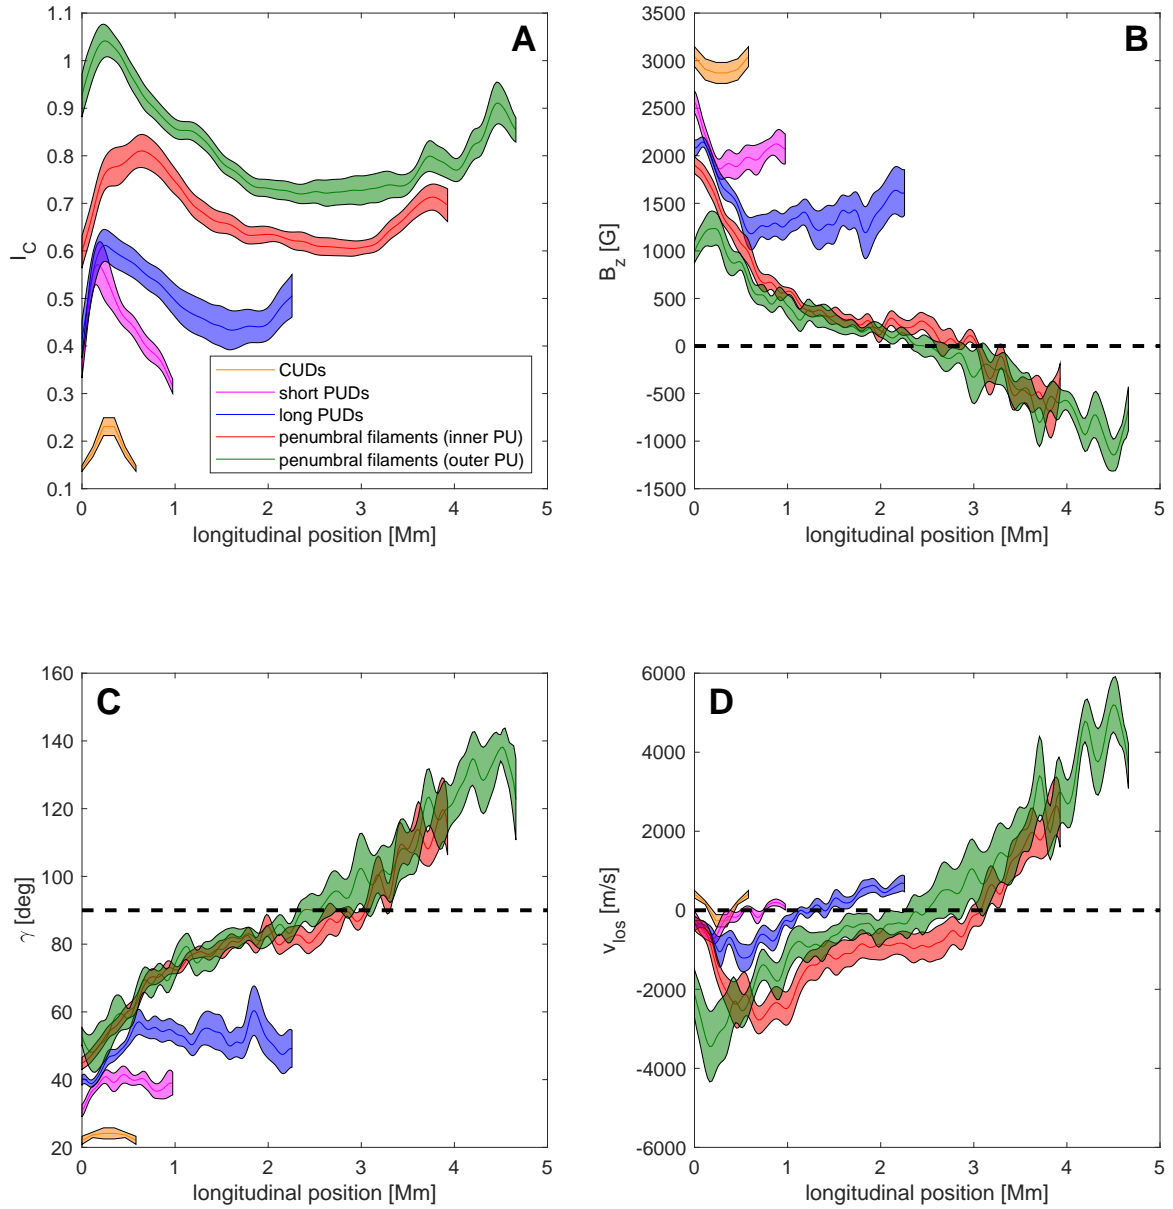 A
1.1
1
0.9
0.8
0.7
0.6
0.5
0.4
0.3
0.2
0.1
I_C
0 1 2 3 4 5
longitudinal position [Mm]
CUDs
short PUDs
long PUDs
penumbral filaments (inner PU)
penumbral filaments (outer PU)
B
3500
3000
2500
2000
1500
1000
500
0
-500
-1000
-1500
B_z [G]
0 1 2 3 4 5
longitudinal position [Mm]
C
160
140
120
100
80
60
40
20
γ [deg]
0 1 2 3 4 5
longitudinal position [Mm]
D
6000
4000
2000
0
-2000
-4000
-6000
v_los [m/s]
0 1 2 3 4 5
longitudinal position [Mm]